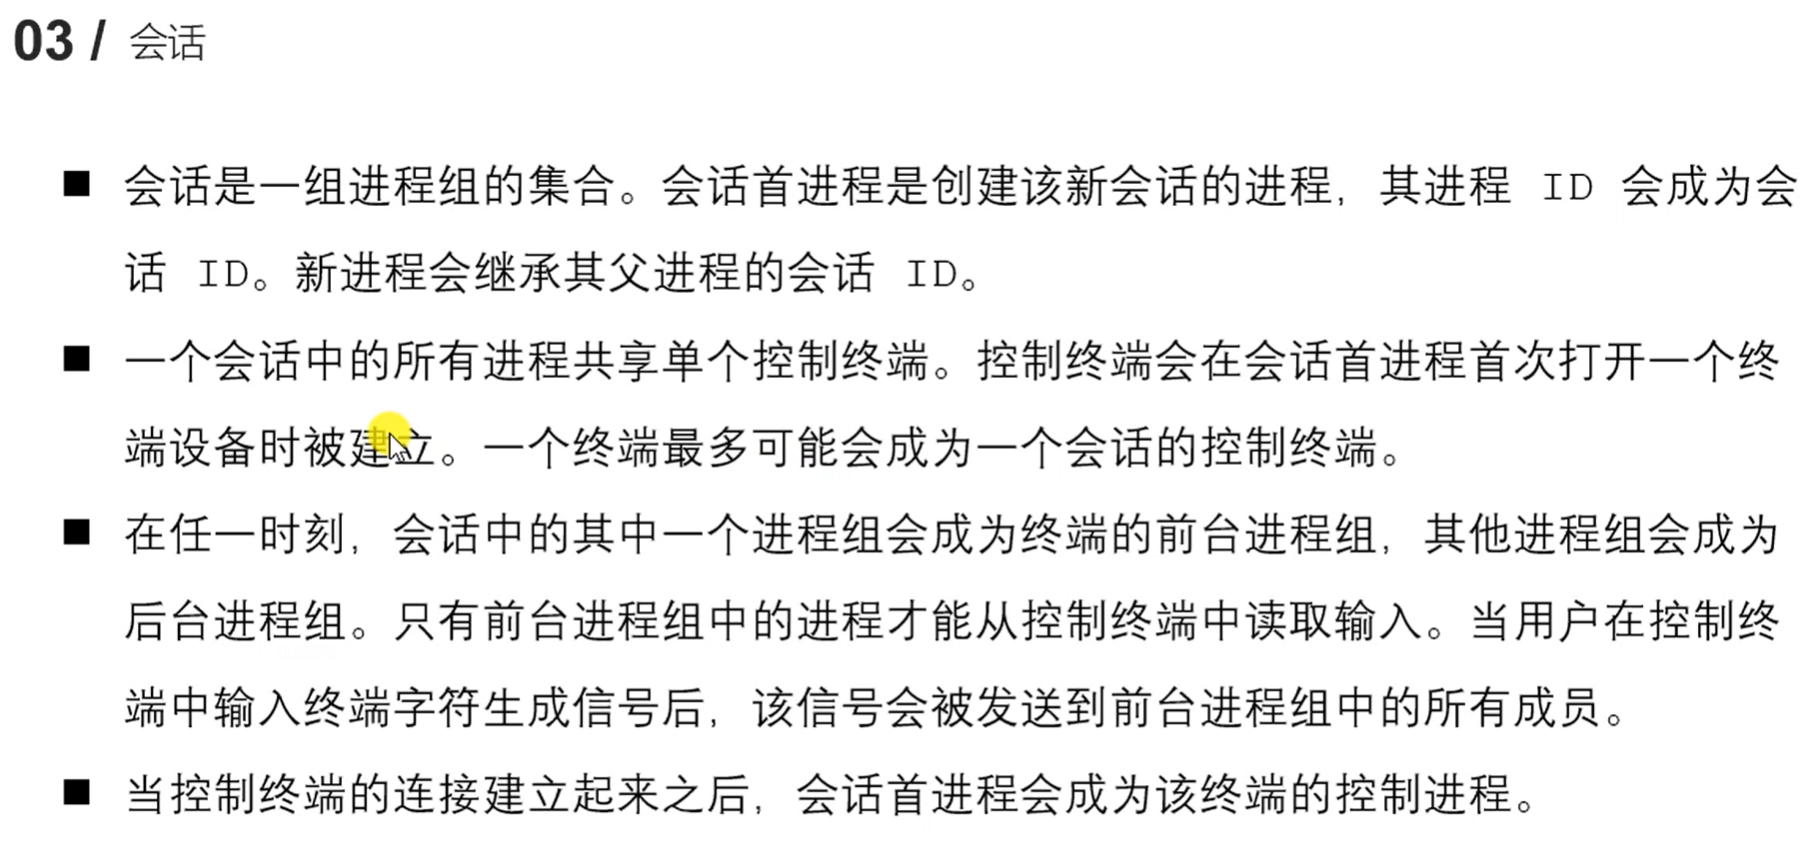 03 / 会话
■ 会话是一组进程组的集合。会话首进程是创建该新会话的进程，其进程 ID 会成为会
话 ID。新进程会继承其父进程的会话 ID。
■ 一个会话中的所有进程共享单个控制终端。控制终端会在会话首进程首次打开一个终
端设备时被建立。一个终端最多可能会成为一个会话的控制终端。
■ 在任一时刻，会话中的其中一个进程组会成为终端的前台进程组，其他进程组会成为
后台进程组。只有前台进程组中的进程才能从控制终端中读取输入。当用户在控制终
端中输入终端字符生成信号后，该信号会被发送到前台进程组中的所有成员。
■ 当控制终端的连接建立起来之后，会话首进程会成为该终端的控制进程。